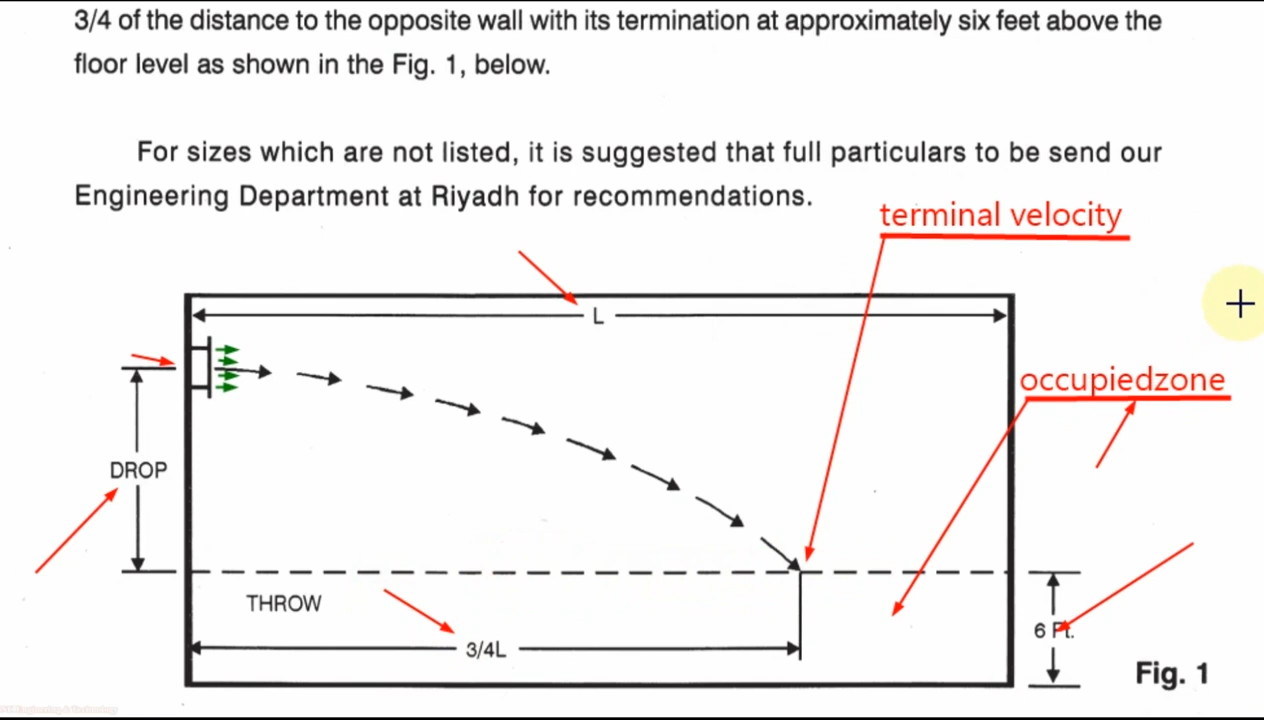 3/4 of the distance to the opposite wall with its termination at approximately six feet above the
floor level as shown in the Fig. 1, below.
For sizes which are not listed, it is suggested that full particulars to be send our
Engineering Department at Riyadh for recommendations.
terminal velocity
L
occupiedzone
DROP
THROW
3/4L
6 Ft.
Fig. 1